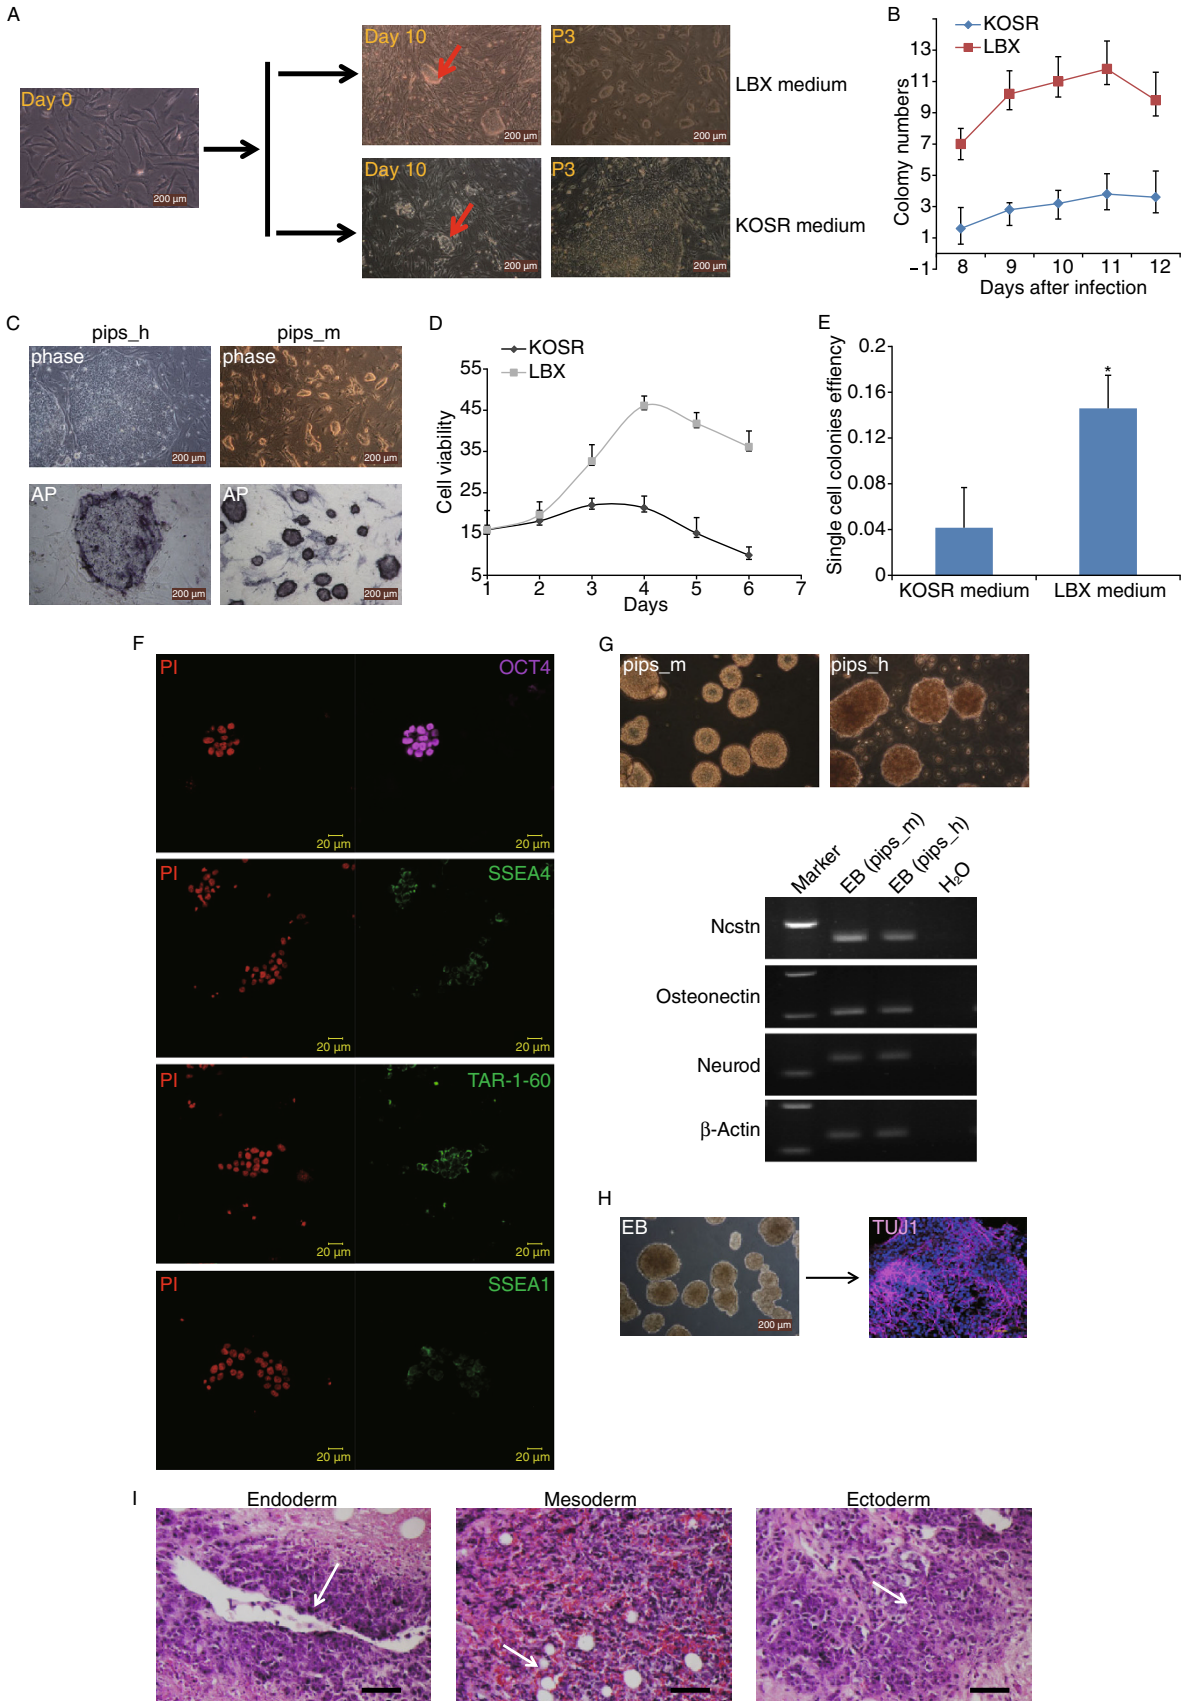 A
Day 0
200 µm
Day 10
200 µm
P3
200 µm
LBX medium
Day 10
200 µm
P3
200 µm
KOSR medium
B
KOSR
LBX
Colomy numbers
13
11
9
7
5
3
1
−1
8 9 10 11 12
Days after infection
C
pips_h pips_m
phase
200 µm
phase
200 µm
AP
200 µm
AP
200 µm
D
KOSR
LBX
Cell viability
55
45
35
25
15
5
1 2 3 4 5 6 7
Days
E
Single cell colonies effiency
0.2
0.16
0.12
0.08
0.04
0
*
KOSR medium LBX medium
F
PI OCT4
20 µm 20 µm
PI SSEA4
20 µm 20 µm
PI TAR-1-60
20 µm 20 µm
PI SSEA1
20 µm 20 µm
G
pips_m
pips_h
Marker
EB (pips_m)
EB (pips_h)
H₂O
Ncstn
Osteonectin
Neurod
β-Actin
H
EB
200 µm
TUJ1
I
Endoderm Mesoderm Ectoderm